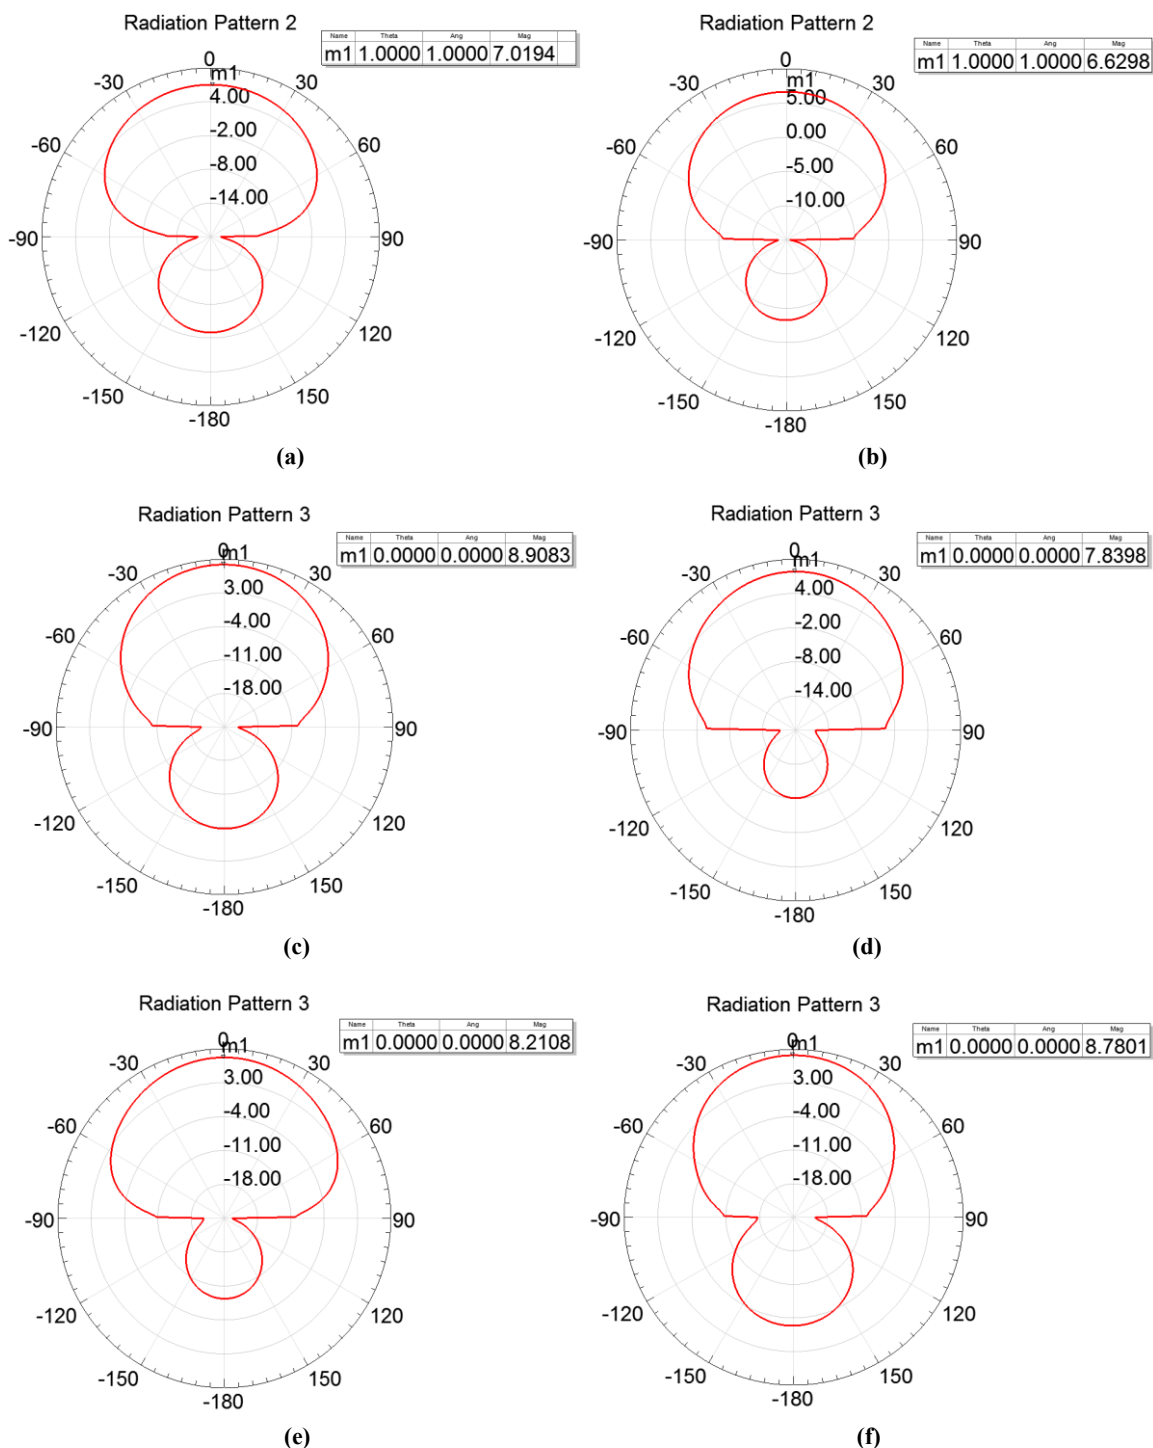 Radiation Pattern 2
Name Theta Ang Mag
m1 1.0000 1.0000 7.0194
0
m1
-30 30
4.00
-60 60
-2.00
-8.00
-14.00
-90 90
-120 120
-150 150
-180
(a)
Radiation Pattern 2
Name Theta Ang Mag
m1 1.0000 1.0000 6.6298
0
m1
-30 30
5.00
-60 60
0.00
-5.00
-10.00
-90 90
-120 120
-150 150
-180
(b)
Radiation Pattern 3
Name Theta Ang Mag
m1 0.0000 0.0000 8.9083
0
m1
-30 30
3.00
-60 60
-4.00
-11.00
-18.00
-90 90
-120 120
-150 150
-180
(c)
Radiation Pattern 3
Name Theta Ang Mag
m1 0.0000 0.0000 7.8398
0
m1
-30 30
4.00
-60 60
-2.00
-8.00
-14.00
-90 90
-120 120
-150 150
-180
(d)
Radiation Pattern 3
Name Theta Ang Mag
m1 0.0000 0.0000 8.2108
0
m1
-30 30
3.00
-60 60
-4.00
-11.00
-18.00
-90 90
-120 120
-150 150
-180
(e)
Radiation Pattern 3
Name Theta Ang Mag
m1 0.0000 0.0000 8.7801
0
m1
-30 30
3.00
-60 60
-4.00
-11.00
-18.00
-90 90
-120 120
-150 150
-180
(f)